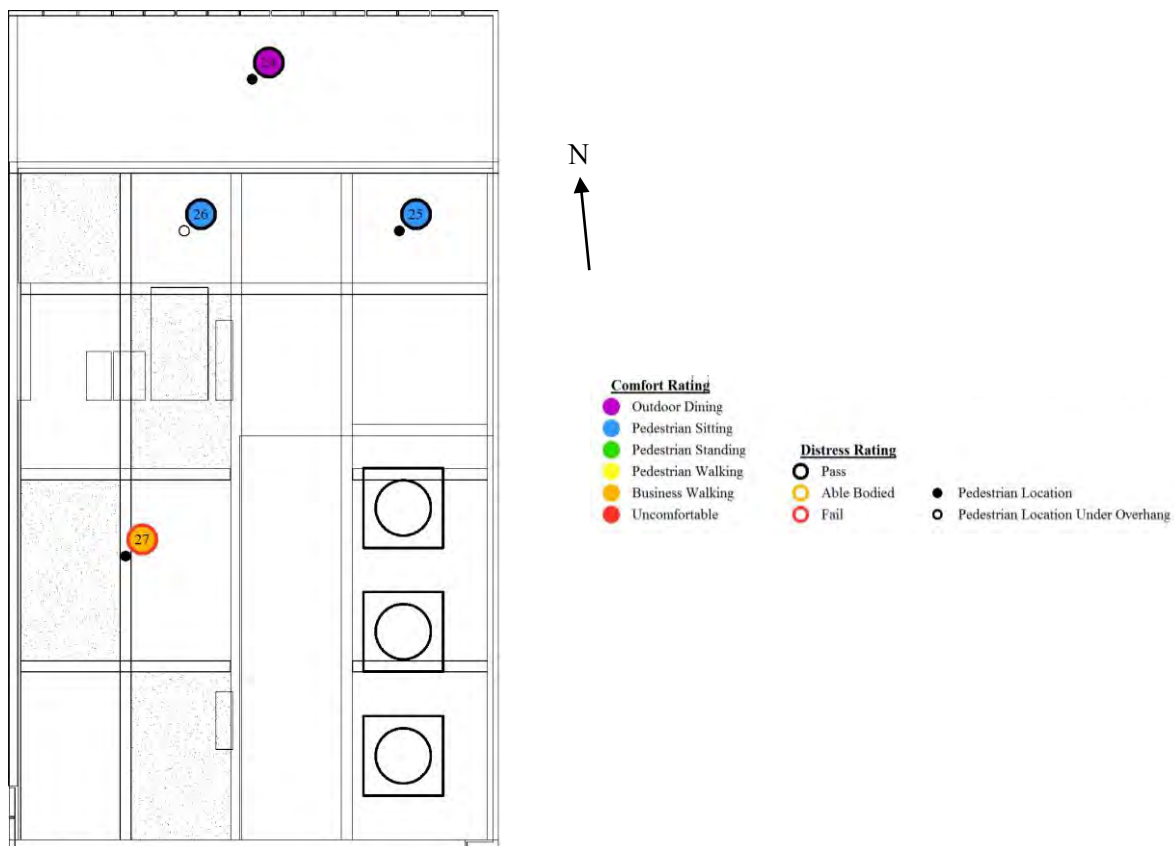 24
N
26
25
Comfort Rating
Outdoor Dining
Pedestrian Sitting
Pedestrian Standing
Distress Rating
Pedestrian Walking
Pass
Business Walking
Able Bodied
Pedestrian Location
Uncomfortable
Fail
Pedestrian Location Under Overhang
27